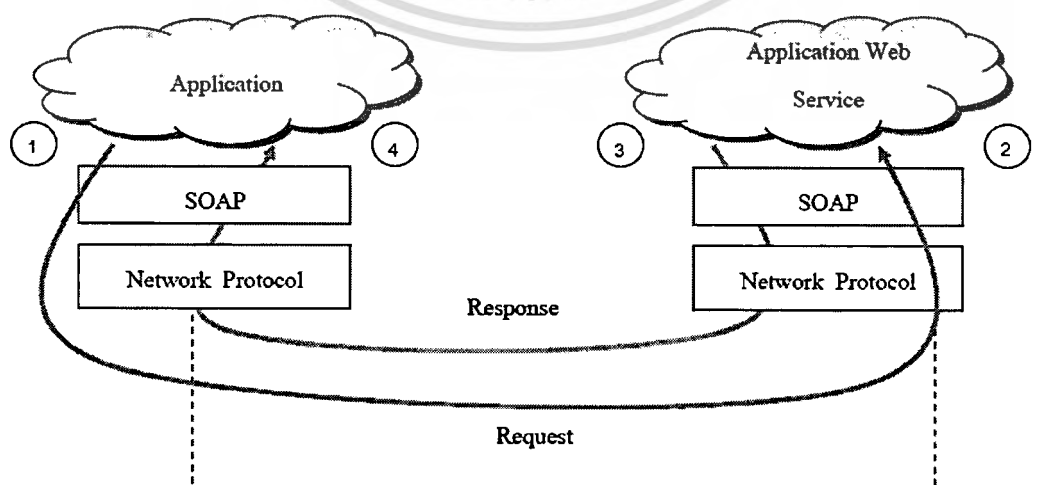 Application
Application Web
Service
1
4
3
2
SOAP
SOAP
Network Protocol
Network Protocol
Response
Request